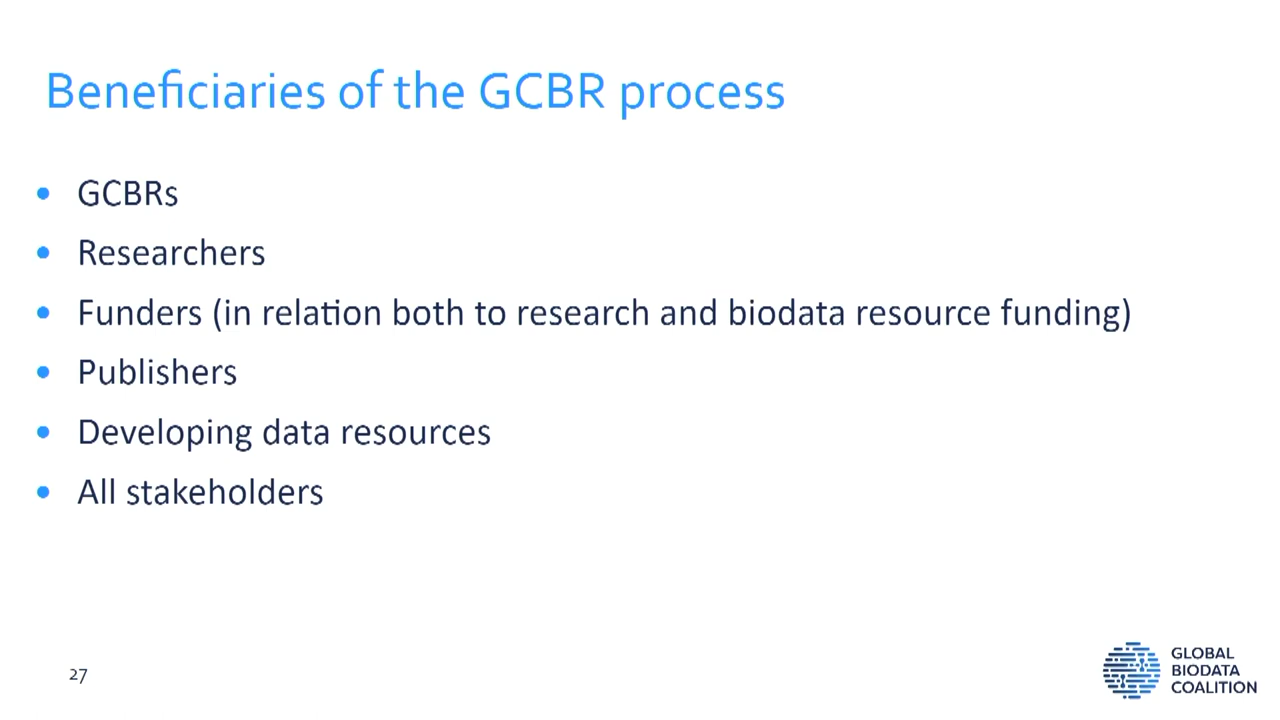 Beneficiaries of the GCBR process
• GCBRs
• Researchers
• Funders (in relation both to research and biodata resource funding)
• Publishers
• Developing data resources
• All stakeholders
27
GLOBAL
BIODATA
COALITION